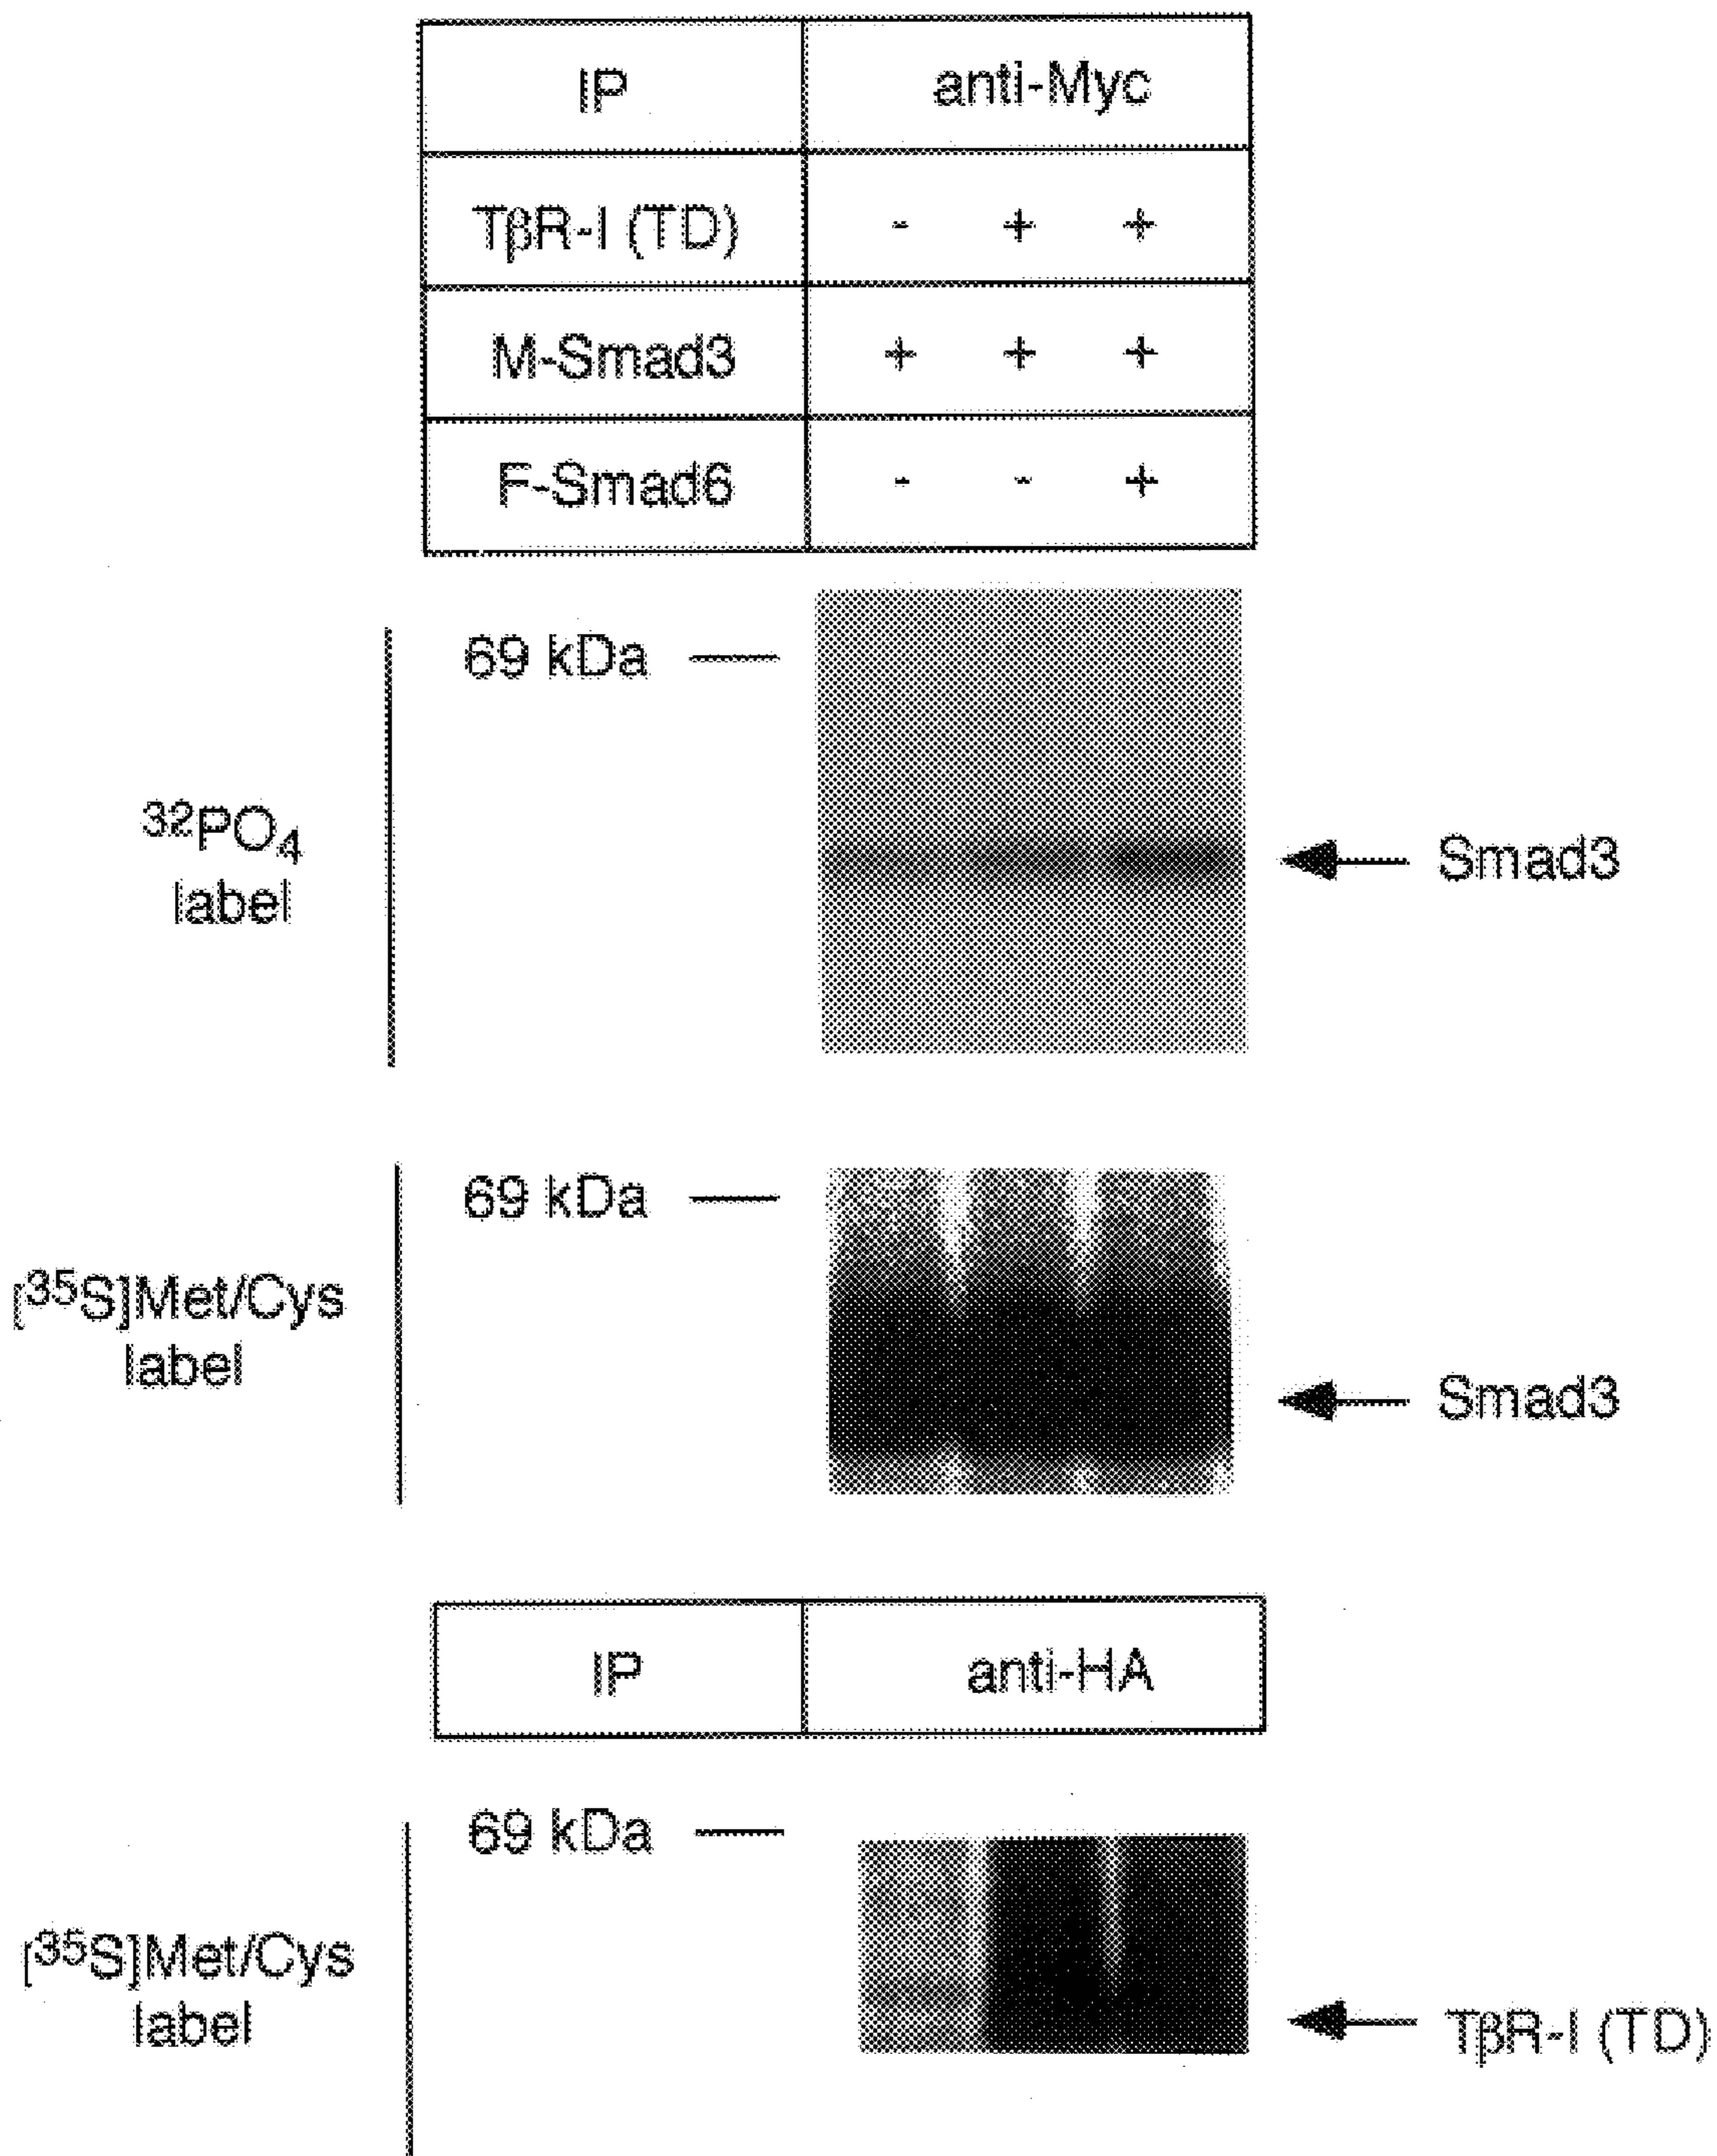 IP anti-Myc
TβR-I (TD) - + +
M-Smad3 + + +
F-Smad6 - - +
69 kDa
³²PO₄
label
Smad3
69 kDa
[³⁵S]Met/Cys
label
Smad3
IP anti-HA
69 kDa
[³⁵S]Met/Cys
label
TβR-I (TD)